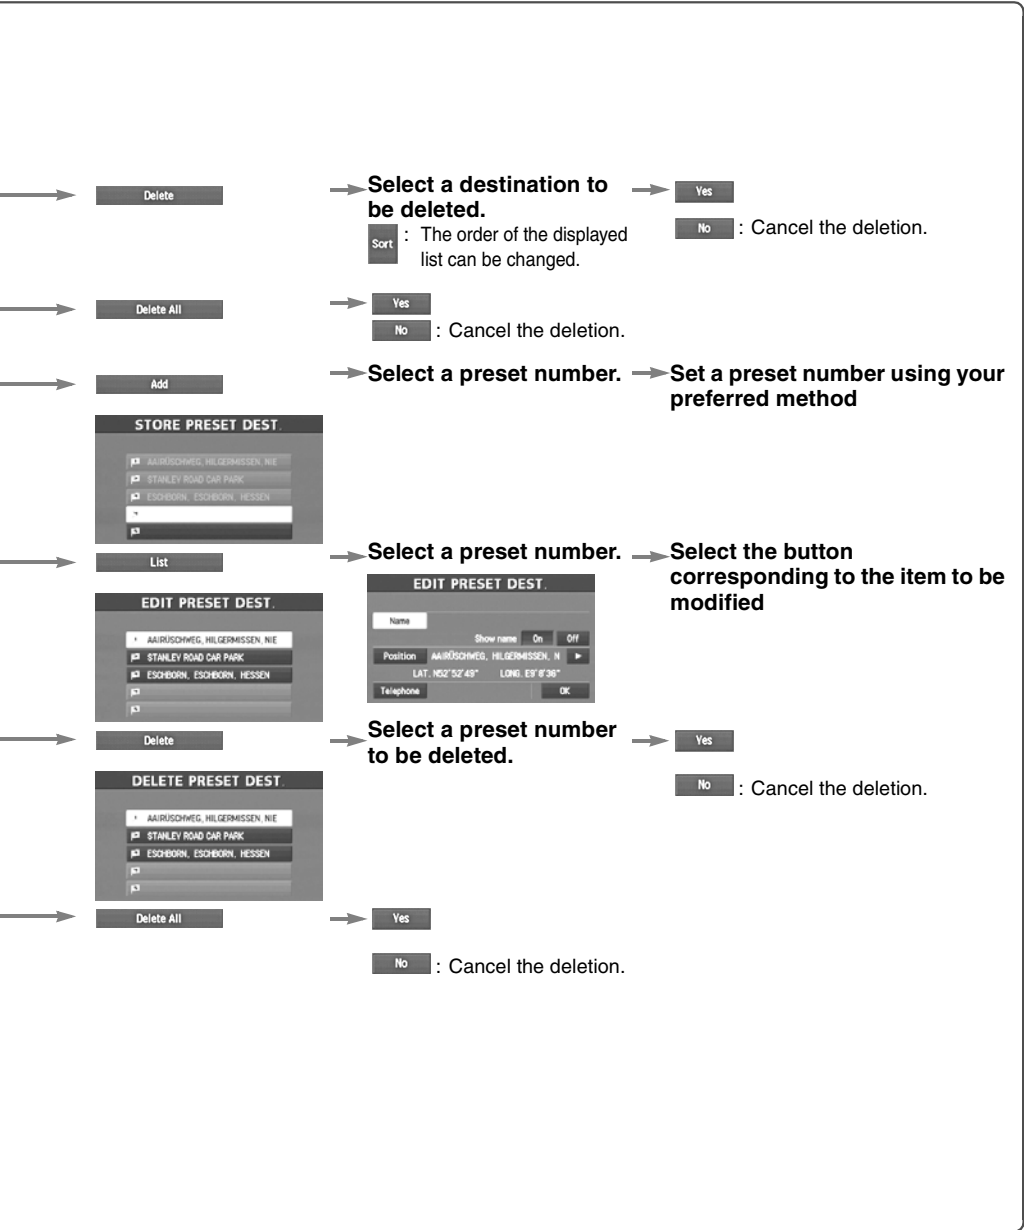 Delete
Select a destination to
be deleted.
Sort : The order of the displayed
list can be changed.
Yes
No : Cancel the deletion.
Delete All
Yes
No : Cancel the deletion.
Add
Select a preset number.
Set a preset number using your
preferred method
STORE PRESET DEST.
AAIRÜSCHWEG, HILGERMISSEN, NIE
STANLEY ROAD CAR PARK
ESCHBORN, ESCHBORN, HESSEN
List
Select a preset number.
Select the button
corresponding to the item to be
modified
EDIT PRESET DEST.
AAIRÜSCHWEG, HILGERMISSEN, NIE
STANLEY ROAD CAR PARK
ESCHBORN, ESCHBORN, HESSEN
EDIT PRESET DEST.
Name
Show name On Off
Position AAIRÜSCHWEG, HILGERMISSEN, N
LAT. N52°52'49" LONG. E9°8'36"
Telephone OK
Delete
Select a preset number
to be deleted.
Yes
No : Cancel the deletion.
DELETE PRESET DEST.
AAIRÜSCHWEG, HILGERMISSEN, NIE
STANLEY ROAD CAR PARK
ESCHBORN, ESCHBORN, HESSEN
Delete All
Yes
No : Cancel the deletion.